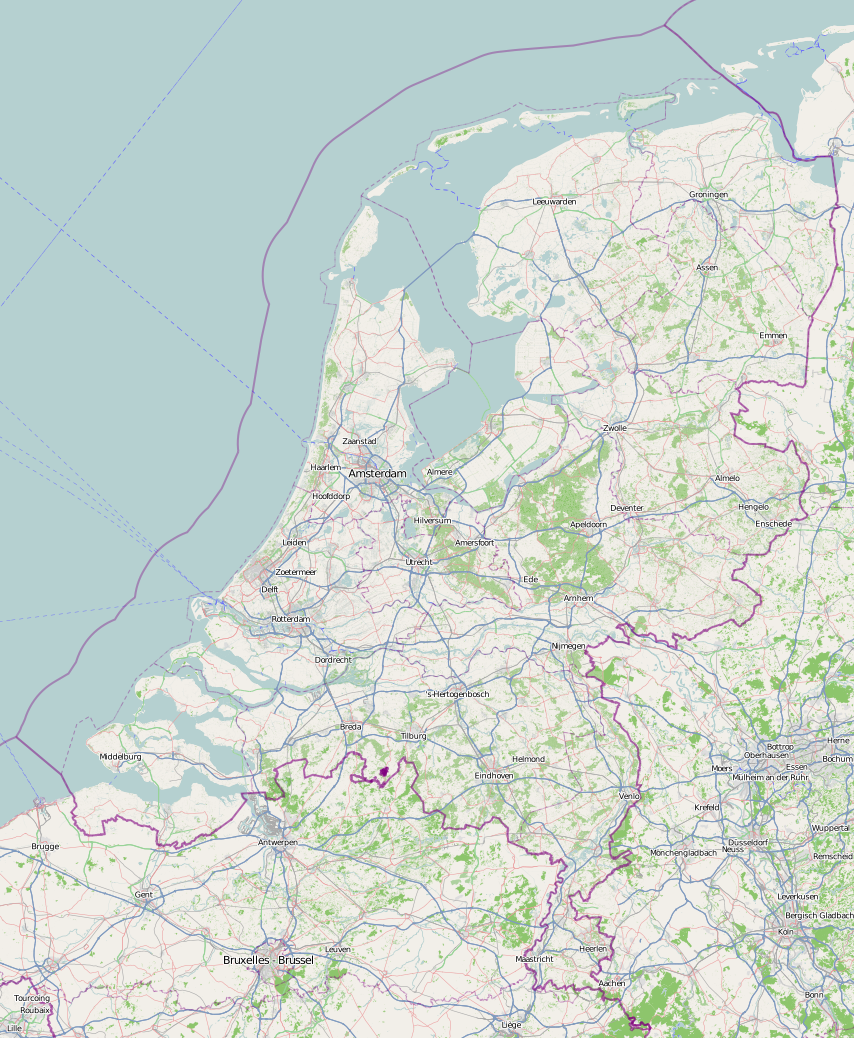 Groningen
Leeuwarden
Assen
Emmen
Zwolle
Zaanstad
Haarlem
Amsterdam
Almere
Almelo
Hoofddorp
Hengelo
Deventer
Hilversum
Apeldoorn
Enschede
Leiden
Amersfoort
Utrecht
Zoetermeer
Ede
Delft
Arnhem
Rotterdam
Nijmegen
Dordrecht
's-Hertogenbosch
Breda
Tilburg
Herne
Bottrop
Oberhausen
Middelburg
Helmond
Bochum
Essen
Moers
Eindhoven
Mülheim an der Ruhr
Venlo
Krefeld
Wuppertal
Antwerpen
Düsseldorf
Brugge
Neuss
Mönchengladbach
Remscheid
Gent
Leverkusen
Bergisch Gladbach
Köln
Leuven
Heerlen
Bruxelles - Brussel
Maastricht
Aachen
Bonn
Tourcoing
Roubaix
Liège
Lille